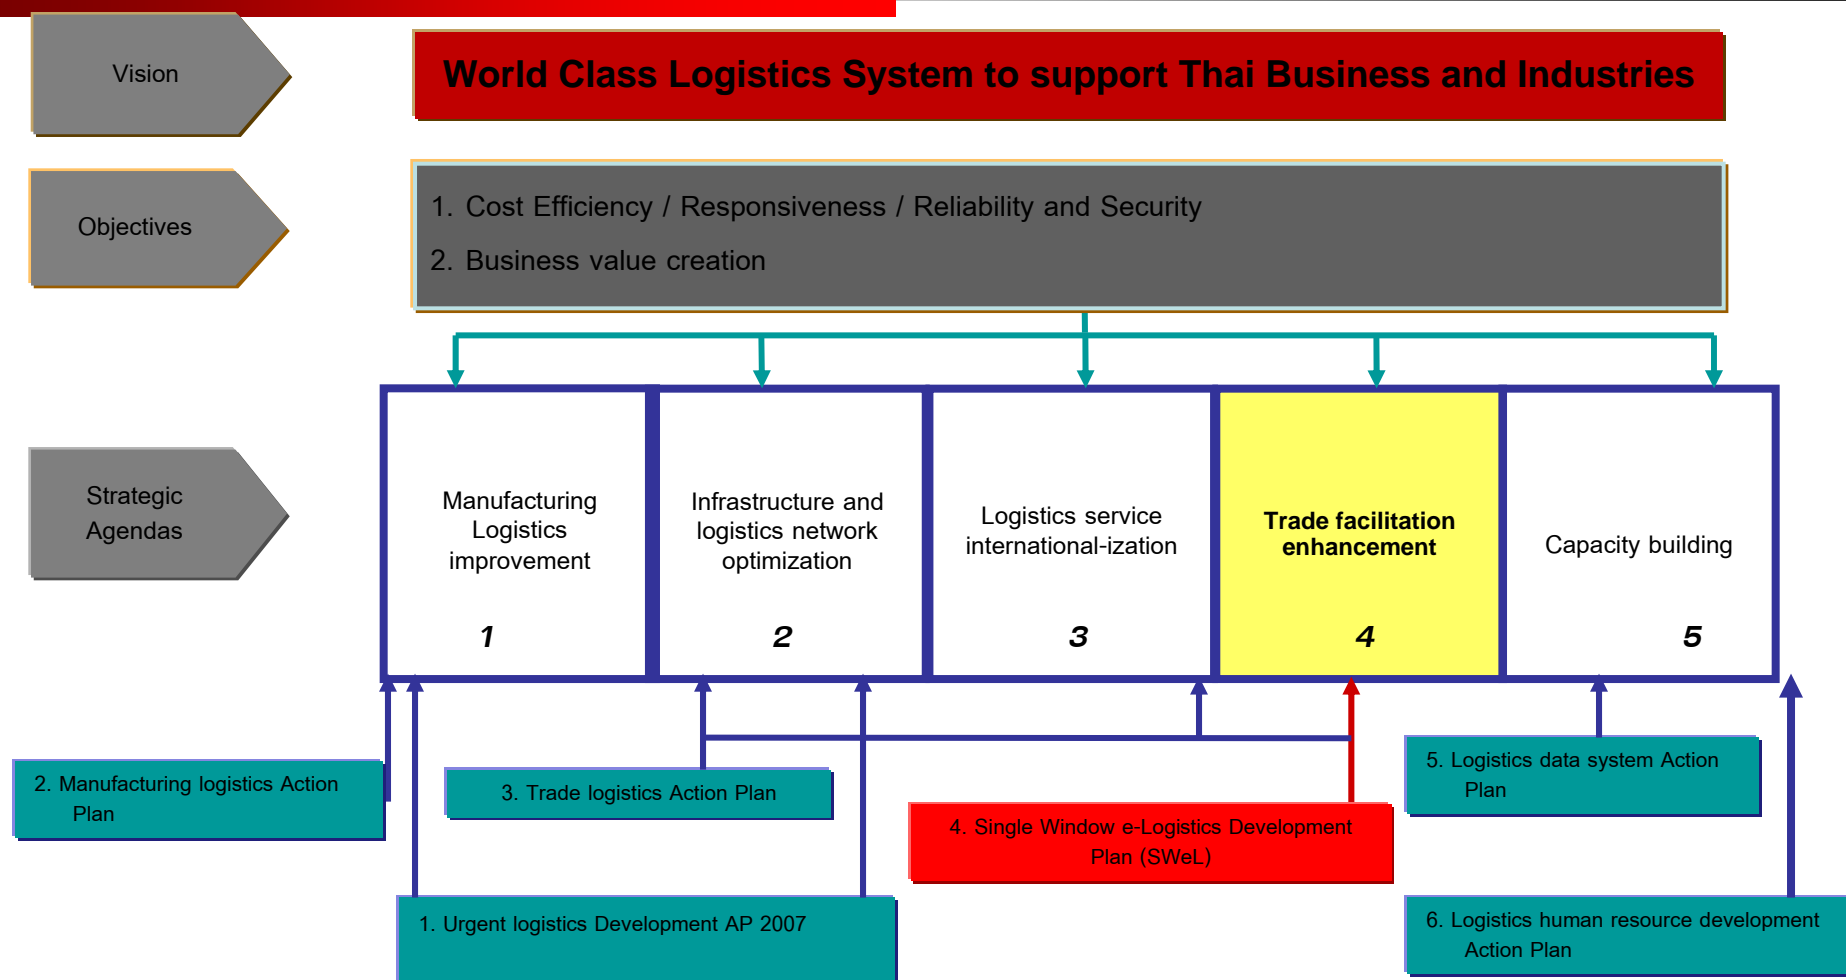 Vision
World Class Logistics System to support Thai Business and Industries
Objectives
1. Cost Efficiency / Responsiveness / Reliability and Security
2. Business value creation
Strategic
Agendas
Manufacturing
Logistics
improvement
1
Infrastructure and
logistics network
optimization
2
Logistics service
international-ization
3
Trade facilitation
enhancement
4
Capacity building
5
2. Manufacturing logistics Action
Plan
3. Trade logistics Action Plan
4. Single Window e-Logistics Development
Plan (SWeL)
5. Logistics data system Action
Plan
1. Urgent logistics Development AP 2007
6. Logistics human resource development
Action Plan